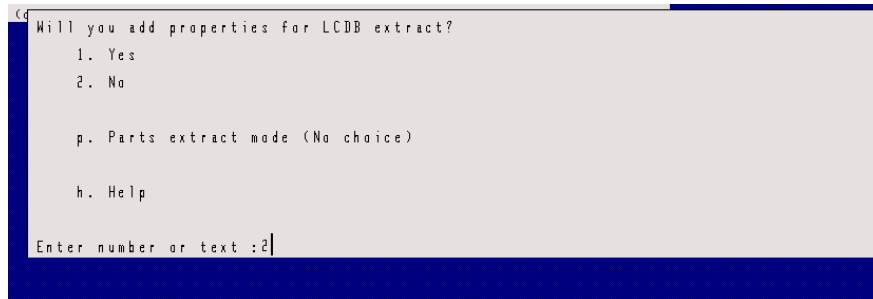 (d
Will you add properties for LCDB extract?
1. Yes
2. No
p. Parts extract mode (No choice)
h. Help
Enter number or text :2